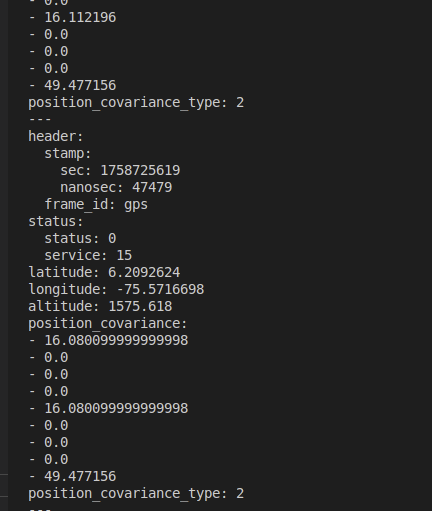 - 0.0
- 16.112196
- 0.0
- 0.0
- 0.0
- 49.477156
position_covariance_type: 2
---
header:
  stamp:
    sec: 1758725619
    nanosec: 47479
  frame_id: gps
status:
  status: 0
  service: 15
latitude: 6.2092624
longitude: -75.5716698
altitude: 1575.618
position_covariance:
- 16.080099999999998
- 0.0
- 0.0
- 0.0
- 16.080099999999998
- 0.0
- 0.0
- 0.0
- 49.477156
position_covariance_type: 2
---